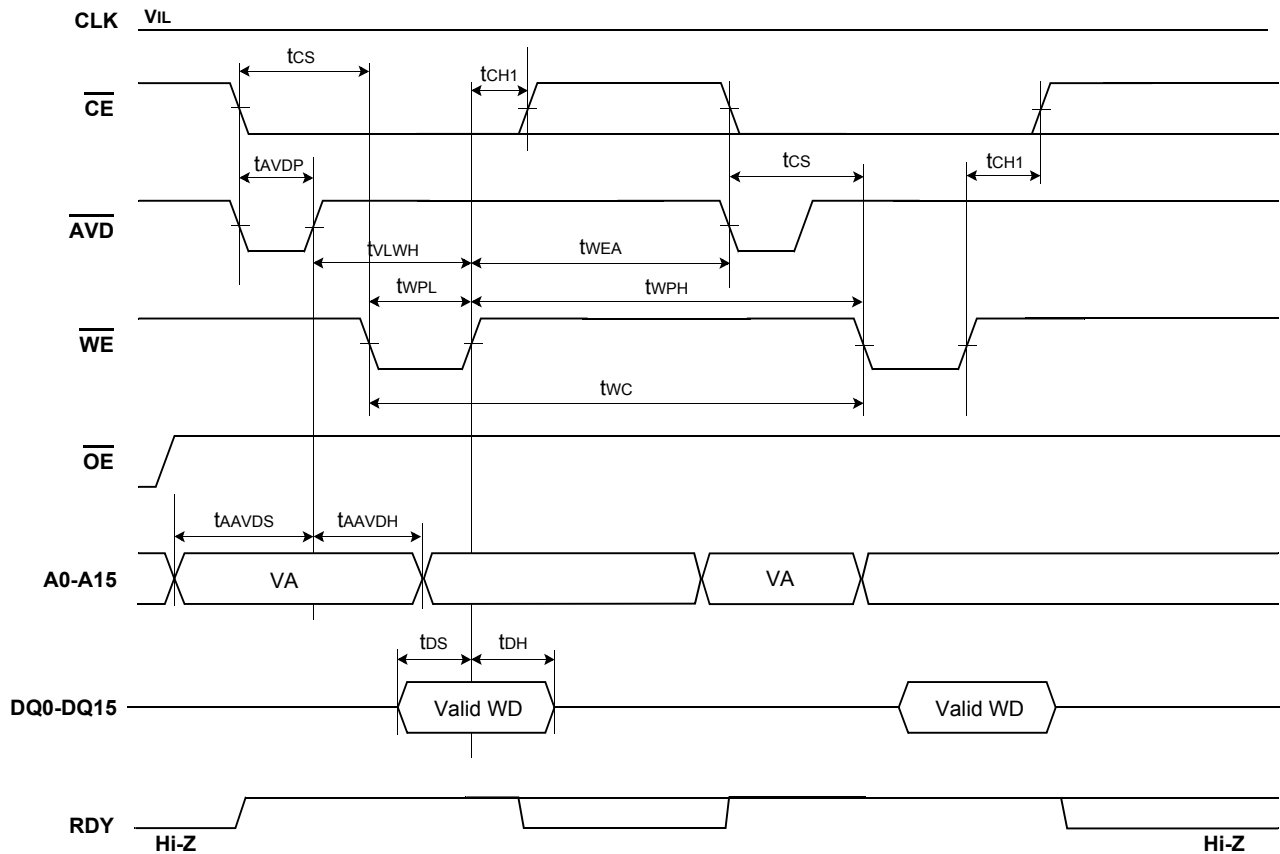 CLK VIL
tCS tCH1
CE
tAVDP tCS tCH1
AVD
tVLWH tWEA
tWPL tWPH
WE
tWC
OE
tAAVDS tAAVDH
A0-A15 VA VA
tDS tDH
DQ0-DQ15 Valid WD Valid WD
RDY
Hi-Z Hi-Z